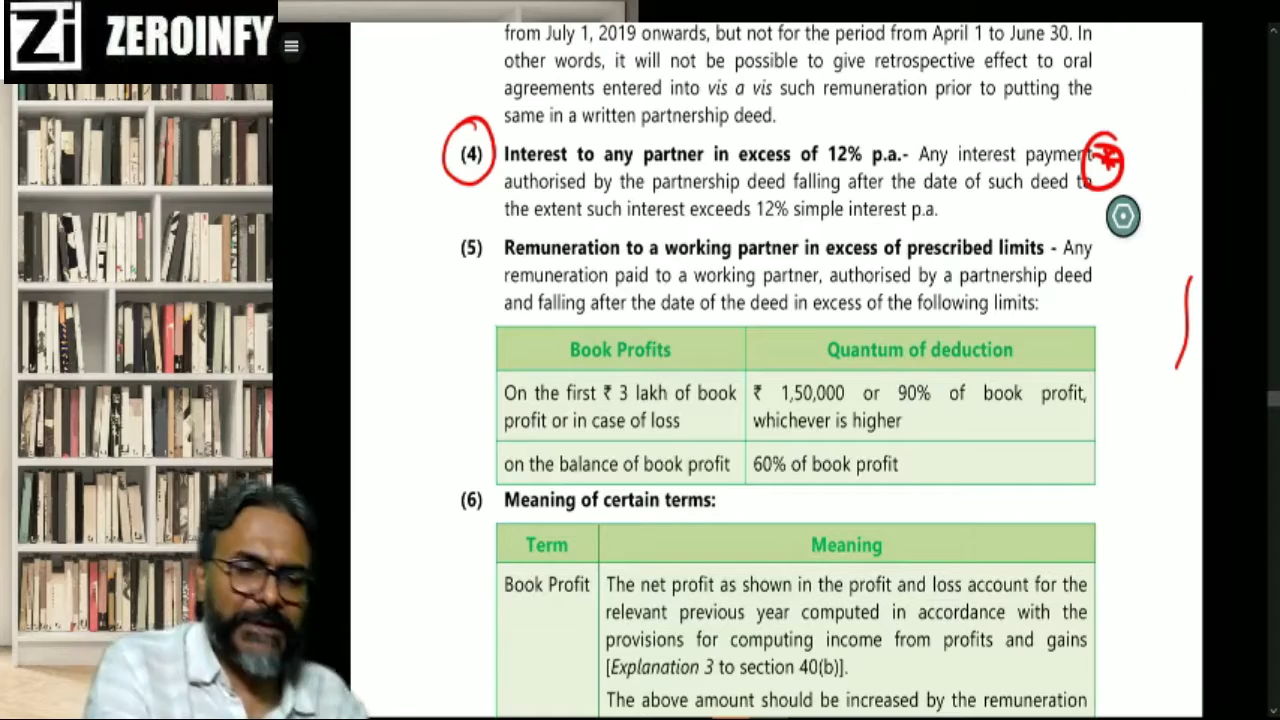 Zi ZEROINFY
from July 1, 2019 onwards, but not for the period from April 1 to June 30. In
other words, it will not be possible to give retrospective effect to oral
agreements entered into vis a vis such remuneration prior to putting the
same in a written partnership deed.
(4) Interest to any partner in excess of 12% p.a.- Any interest payment
authorised by the partnership deed falling after the date of such deed to
the extent such interest exceeds 12% simple interest p.a.
(5) Remuneration to a working partner in excess of prescribed limits - Any
remuneration paid to a working partner, authorised by a partnership deed
and falling after the date of the deed in excess of the following limits:
Book Profits Quantum of deduction
On the first ₹ 3 lakh of book ₹ 1,50,000 or 90% of book profit,
profit or in case of loss whichever is higher
on the balance of book profit 60% of book profit
(6) Meaning of certain terms:
Term Meaning
Book Profit The net profit as shown in the profit and loss account for the
relevant previous year computed in accordance with the
provisions for computing income from profits and gains
[Explanation 3 to section 40(b)].
The above amount should be increased by the remuneration